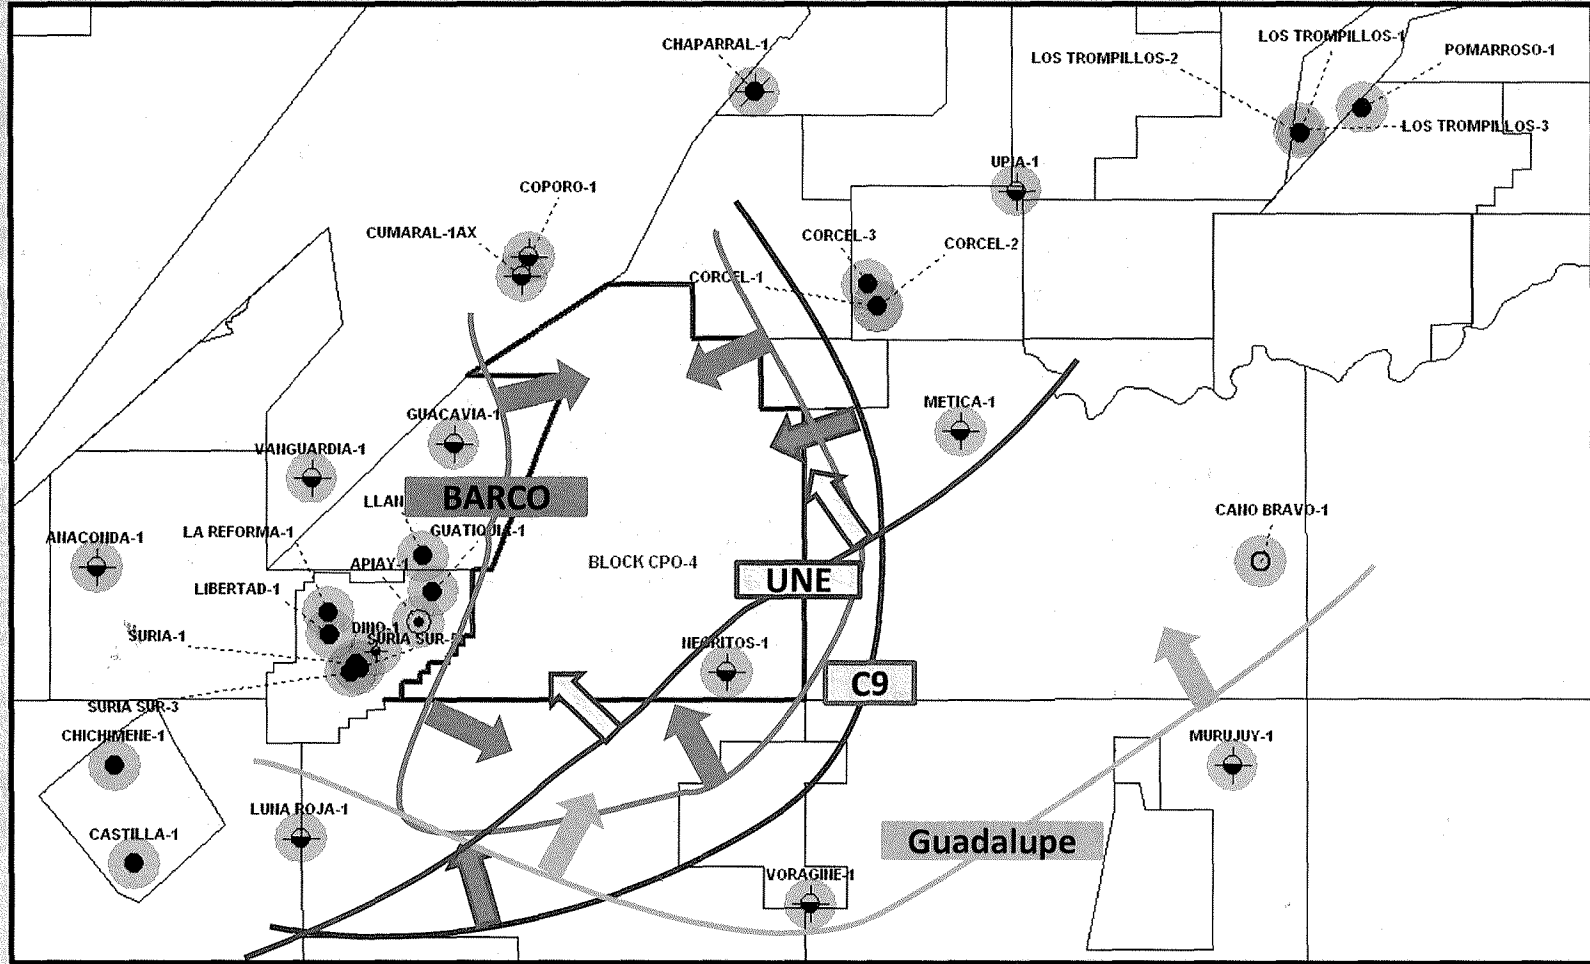 LOS TROMPILLOS-1
CHAPARRAL-1
POMARROSO-1
LOS TROMPILLOS-2
LOS TROMPILLOS-3
UPIA-1
COPORO-1
CUMARAL-1AX
CORCEL-3
CORCEL-2
CORCEL-1
METICA-1
GUACAVIA-1
VANGUARDIA-1
BARCO
LLAN
CANO BRAVO-1
LA REFORMA-1
GUATIQUIA-1
ANACONDA-1
APIAY-1
BLOCK CPO-4
UNE
LIBERTAD-1
DINO-1
SURIA-1
SURIA SUR-
NEGRITOS-1
C9
SURIA SUR-3
CHICHIMENE-1
MURUJUY-1
LUNA ROJA-1
CASTILLA-1
Guadalupe
VORAGINE-1